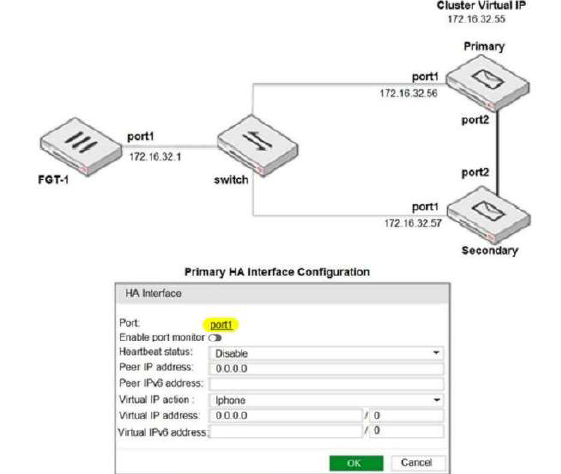 Cluster Virtual IP
172.16.32.55
Primary
port1
172.16.32.56
port2
port1
172.16.32.1
FGT-1
switch
port2
port1
172.16.32.57
Secondary
Primary HA Interface Configuration
HA Interface
Port: port1
Enable port monitor
Heartbeat status: Disable
Peer IP address: 0.0.0.0
Peer IPv6 address:
Virtual IP action : Iphone
Virtual IP address: 0.0.0.0 / 0
Virtual IPv6 address: / 0
OK Cancel